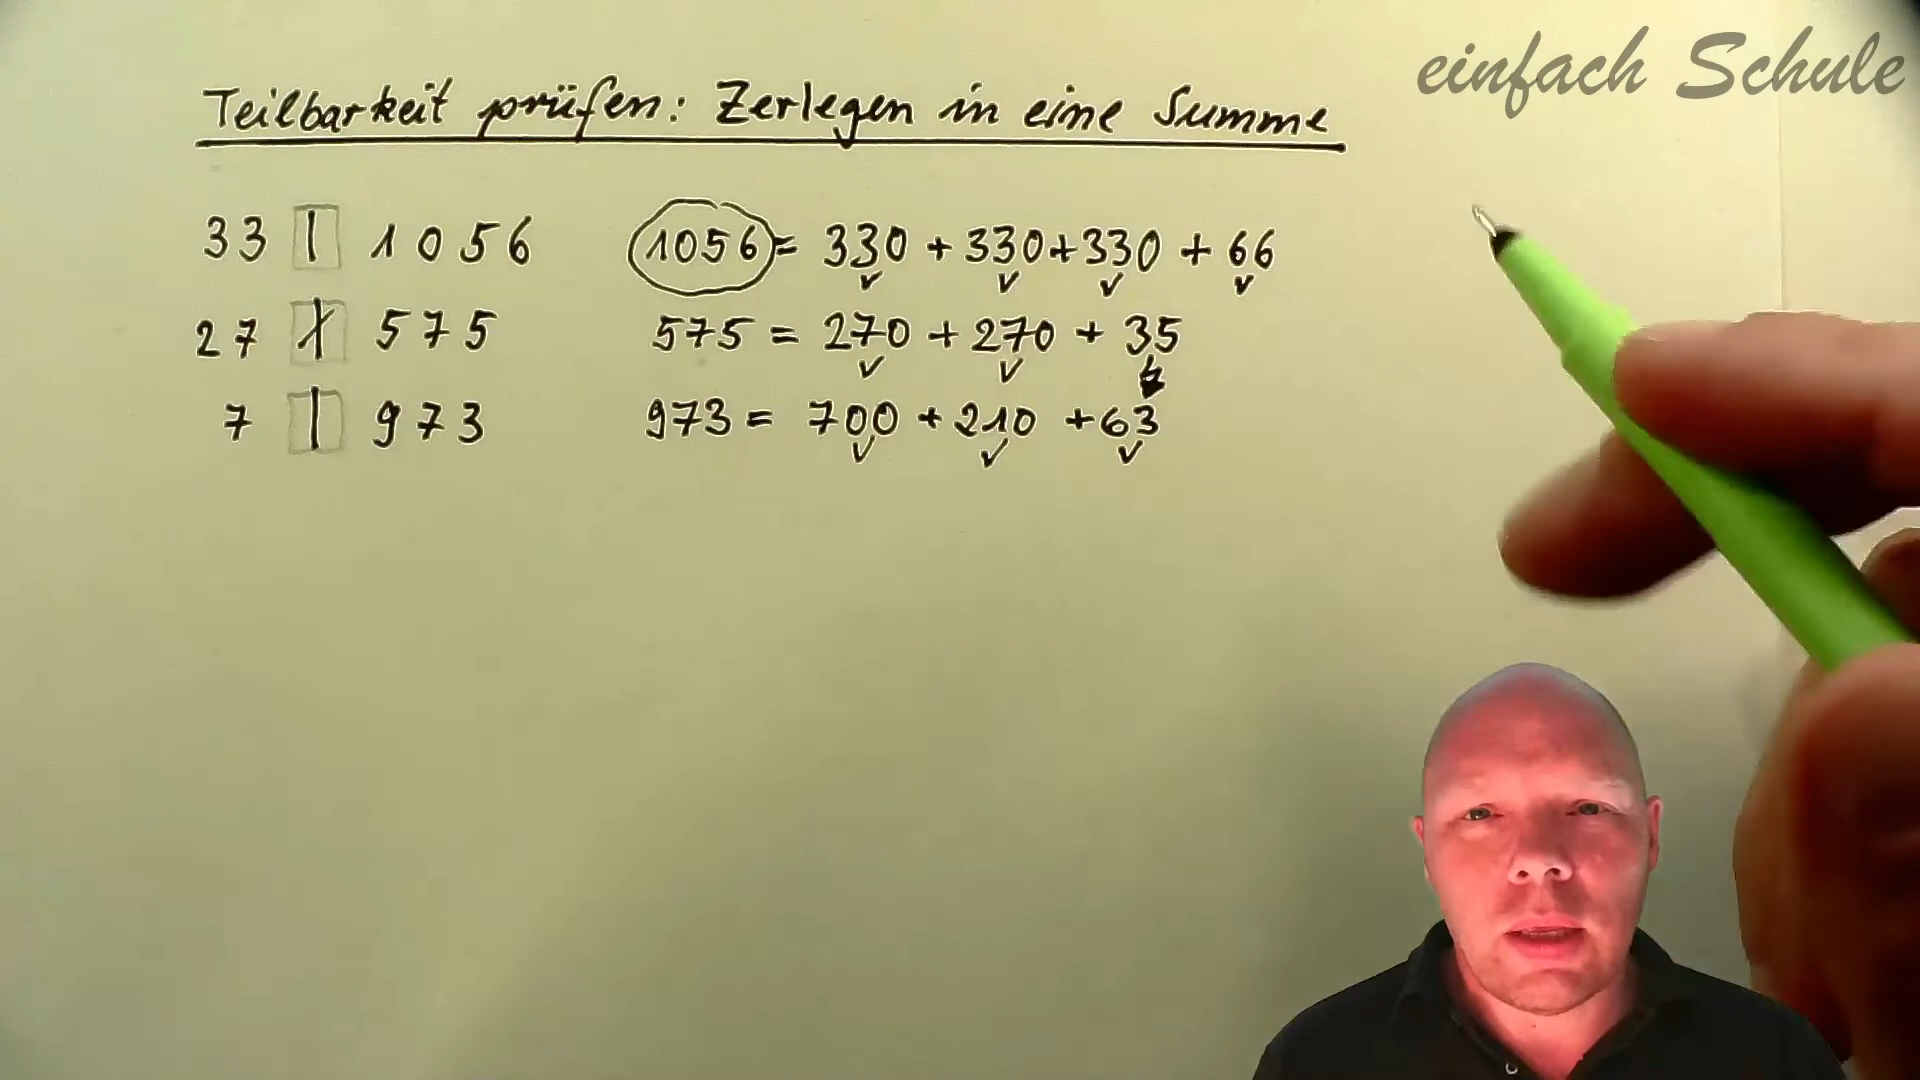 einfach Schule
Teilbarkeit prüfen: Zerlegen in eine Summe
33 | 1056 1056 = 330 + 330 + 330 + 66
27 ∤ 575 575 = 270 + 270 + 35
7 | 973 973 = 700 + 210 + 63